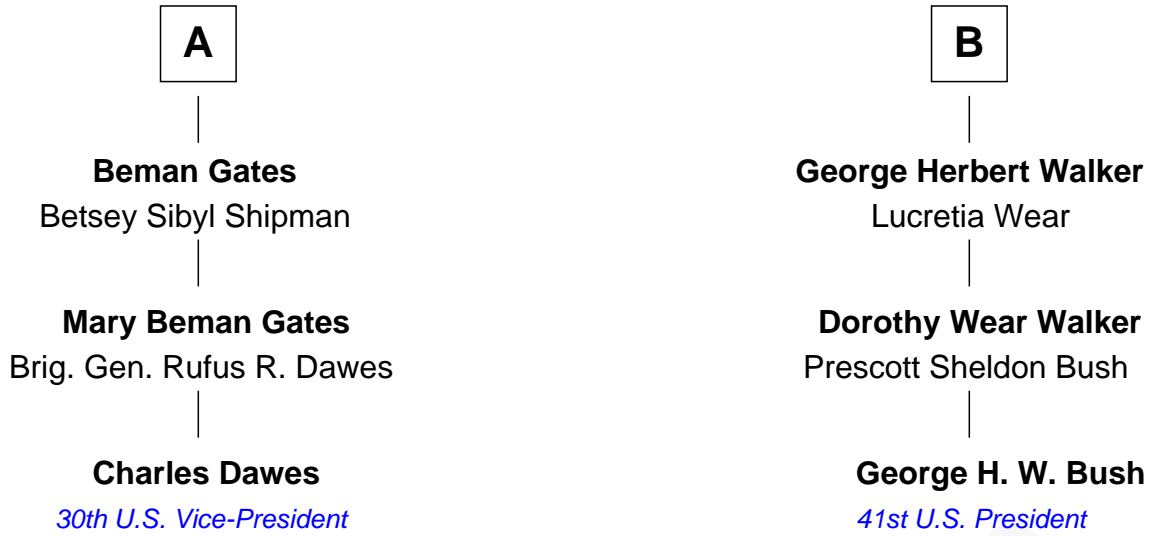 A
B
Beman Gates
George Herbert Walker
Betsey Sibyl Shipman
Lucretia Wear
Mary Beman Gates
Dorothy Wear Walker
Brig. Gen. Rufus R. Dawes
Prescott Sheldon Bush
Charles Dawes
George H. W. Bush
30th U.S. Vice-President
41st U.S. President